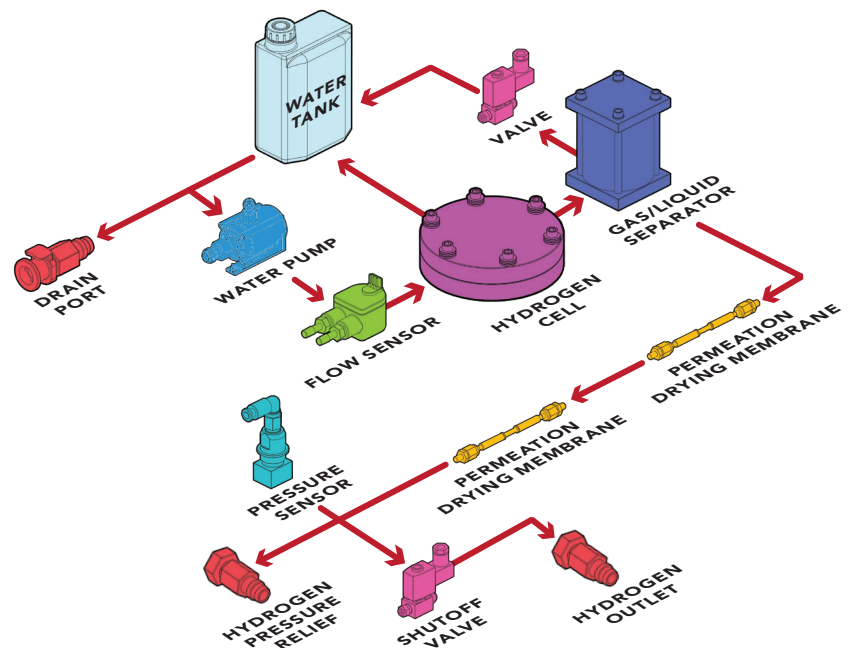 WATER
TANK
VALVE
GAS/LIQUID
SEPARATOR
DRAIN
PORT
WATER PUMP
FLOW SENSOR
HYDROGEN
CELL
PERMEATION
DRYING MEMBRANE
PERMEATION
DRYING MEMBRANE
PRESSURE
SENSOR
HYDROGEN
PRESSURE
RELIEF
SHUTOFF
VALVE
HYDROGEN
OUTLET